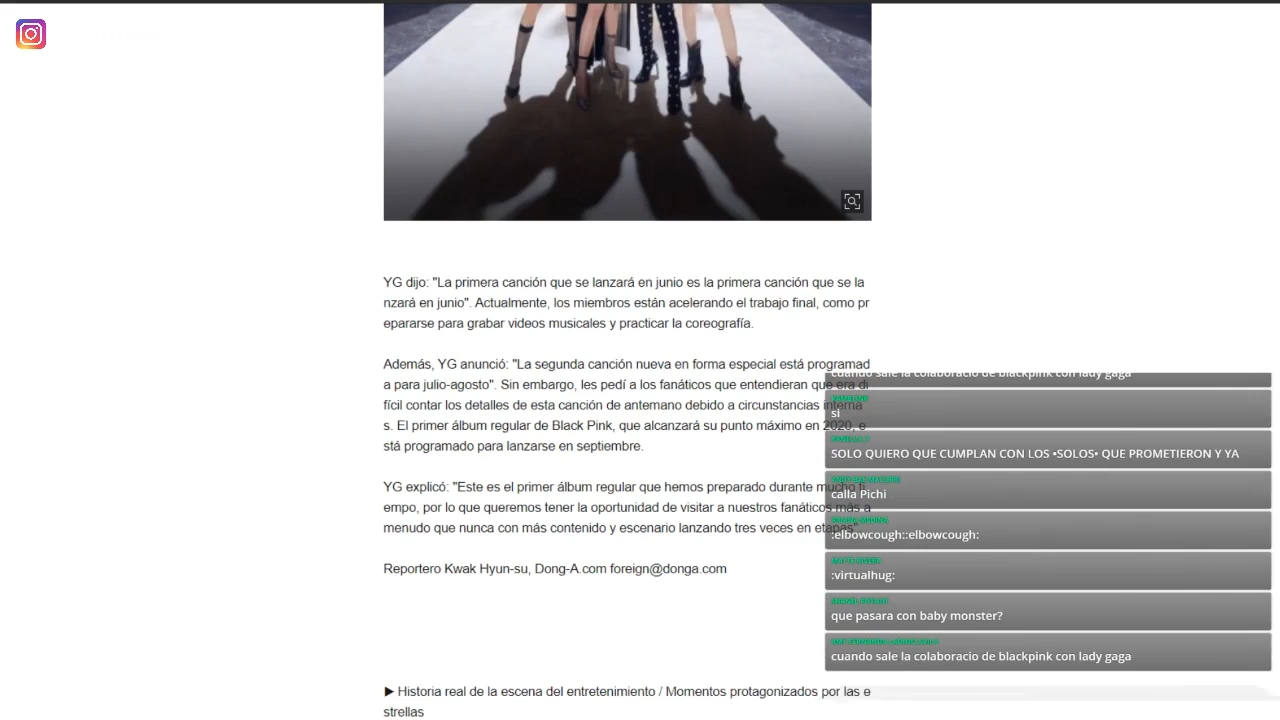 YG dijo: "La primera canción que se lanzará en junio es la primera canción que se la
nzará en junio". Actualmente, los miembros están acelerando el trabajo final, como pr
epararse para grabar videos musicales y practicar la coreografía.
Además, YG anunció: "La segunda canción nueva en forma especial está programad
a para julio-agosto". Sin embargo, les pedí a los fanáticos que entendieran que era di
fícil contar los detalles de esta canción de antemano debido a circunstancias interna
s. El primer álbum regular de Black Pink, que alcanzará su punto máximo en 2020, e
stá programado para lanzarse en septiembre.
YG explicó: "Este es el primer álbum regular que hemos preparado durante mucho ti
empo, por lo que queremos tener la oportunidad de visitar a nuestros fanáticos más a
menudo que nunca con más contenido y escenario lanzando tres veces en etapas"
Reportero Kwak Hyun-su, Dong-A.com foreign@donga.com
▶ Historia real de la escena del entretenimiento / Momentos protagonizados por las e
strellas
cuando sale la colaboracio de blackpink con lady gaga
si
SOLO QUIERO QUE CUMPLAN CON LOS •SOLOS• QUE PROMETIERON Y YA
calla Pichi
:elbowcough::elbowcough:
:virtualhug:
que pasara con baby monster?
cuando sale la colaboracio de blackpink con lady gaga